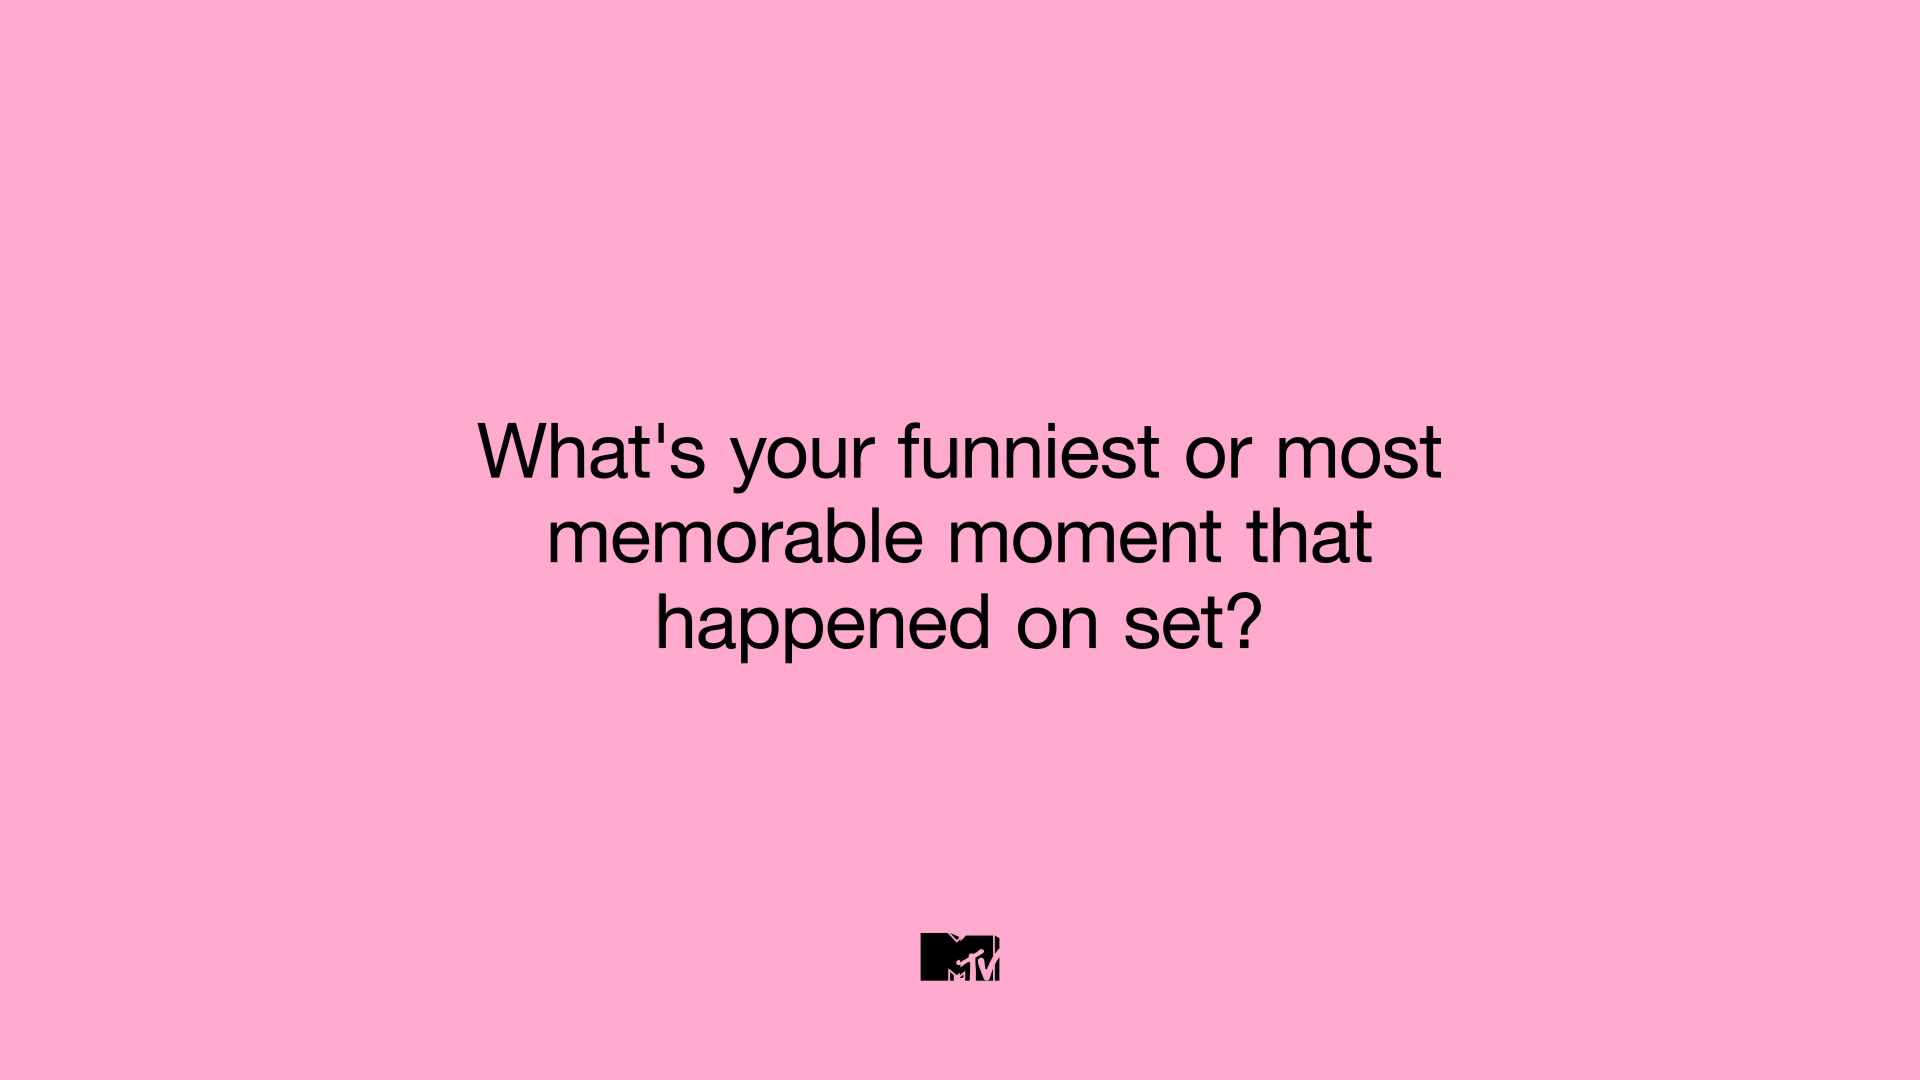 What's your funniest or most
memorable moment that
happened on set?
MTV